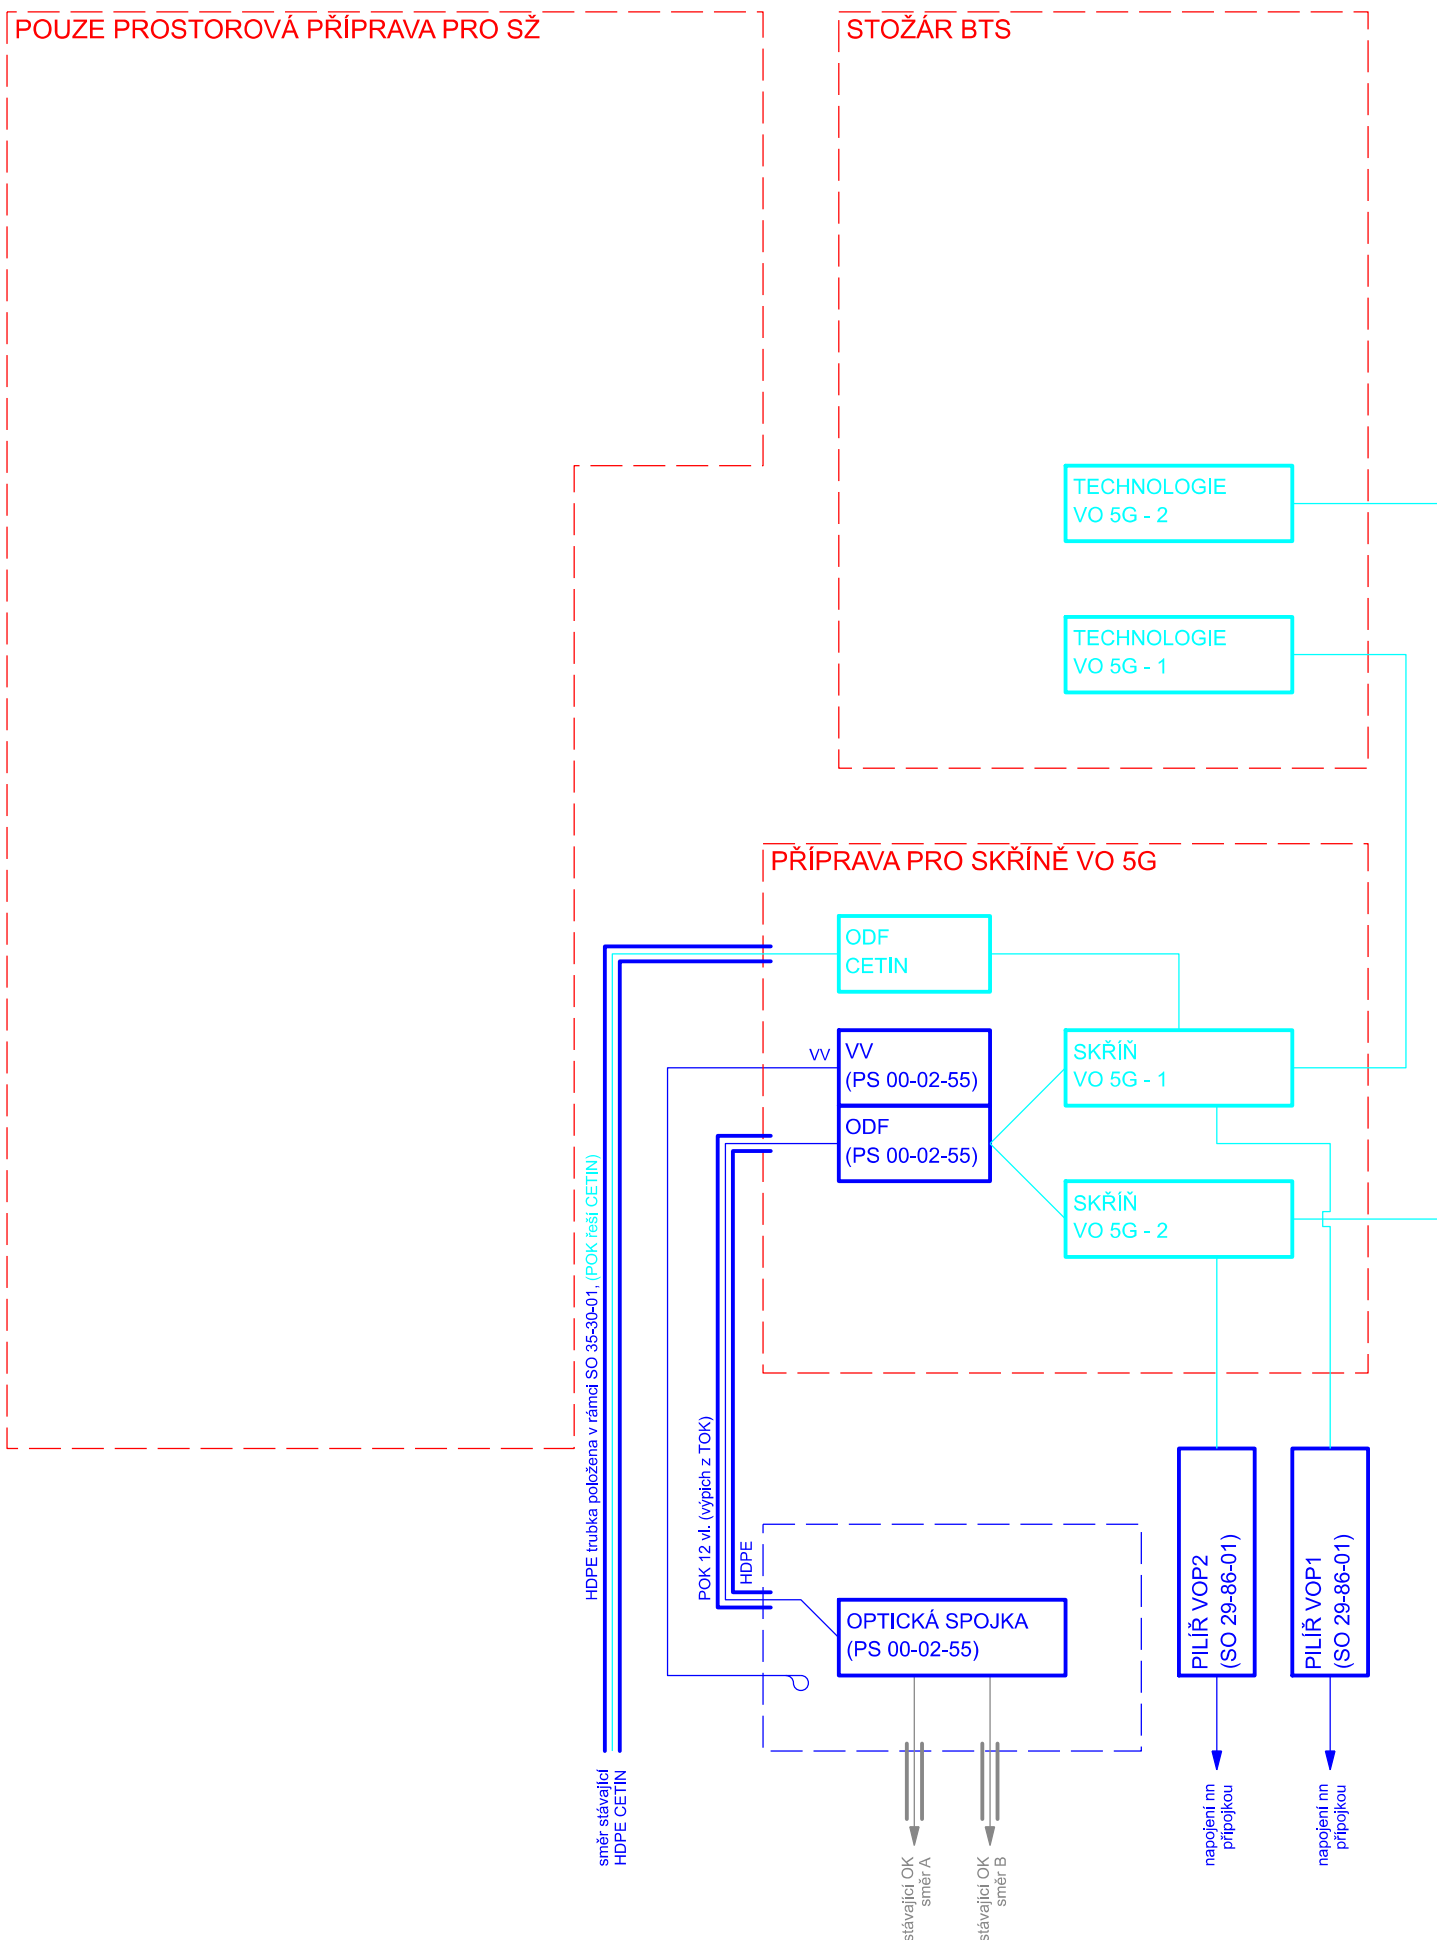 POUZE PROSTOROVÁ PŘÍPRAVA PRO SŽ
STOŽÁR BTS
TECHNOLOGIE
VO 5G - 2
TECHNOLOGIE
VO 5G - 1
PŘÍPRAVA PRO SKŘÍNĚ VO 5G
ODF
CETIN
VV
VV
(PS 00-02-55)
ODF
(PS 00-02-55)
SKŘÍŇ
VO 5G - 1
SKŘÍŇ
VO 5G - 2
HDPE trubka položena v rámci SO 35-30-01, (POK řeší CETIN)
POK 12 vl. (výpich z TOK)
HDPE
OPTICKÁ SPOJKA
(PS 00-02-55)
PILÍŘ VOP2
(SO 29-86-01)
PILÍŘ VOP1
(SO 29-86-01)
směr stávající
HDPE CETIN
stávající OK
směr A
stávající OK
směr B
napojení nn
přípojkou
napojení nn
přípojkou